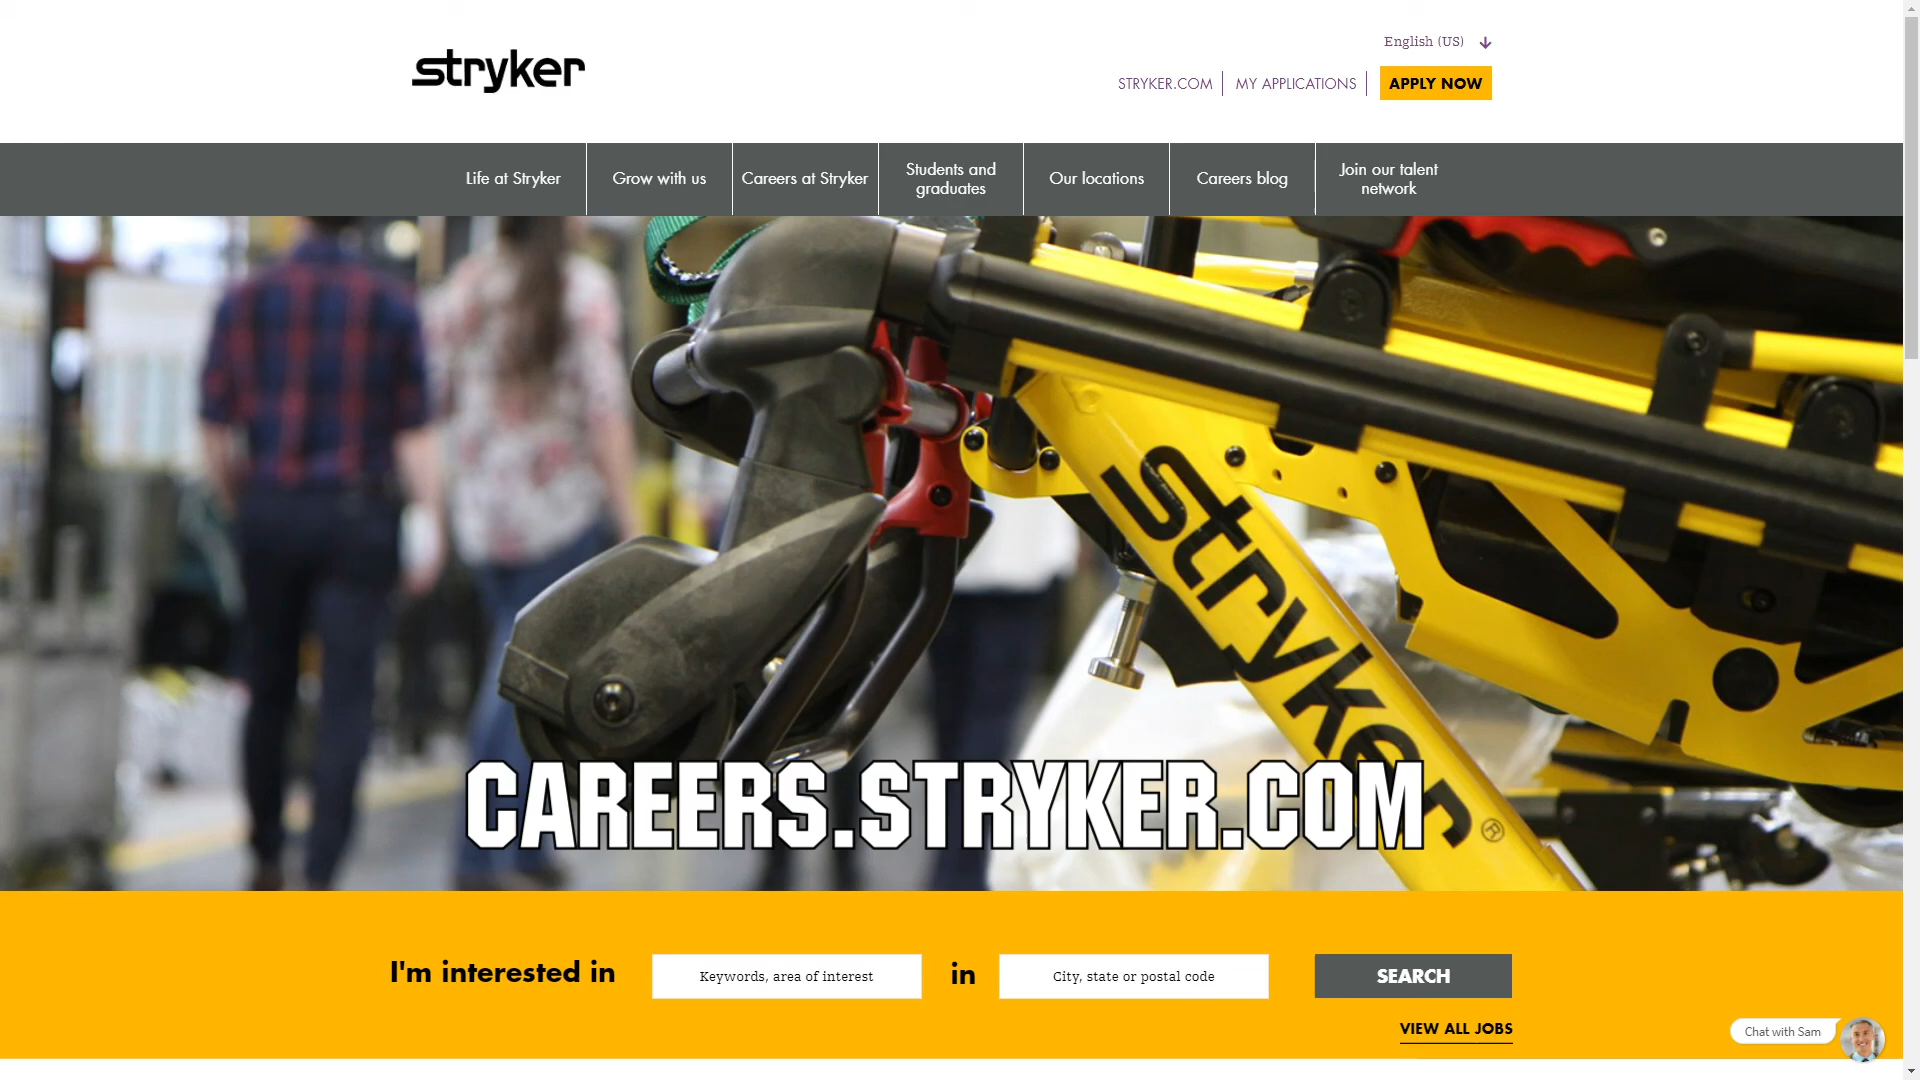 English (US)
stryker
STRYKER.COM
MY APPLICATIONS
APPLY NOW
Life at Stryker
Grow with us
Careers at Stryker
Students and
graduates
Our locations
Careers blog
Join our talent
network
stryker®
CAREERS.STRYKER.COM
I'm interested in
Keywords, area of interest
in
City, state or postal code
SEARCH
VIEW ALL JOBS
Chat with Sam